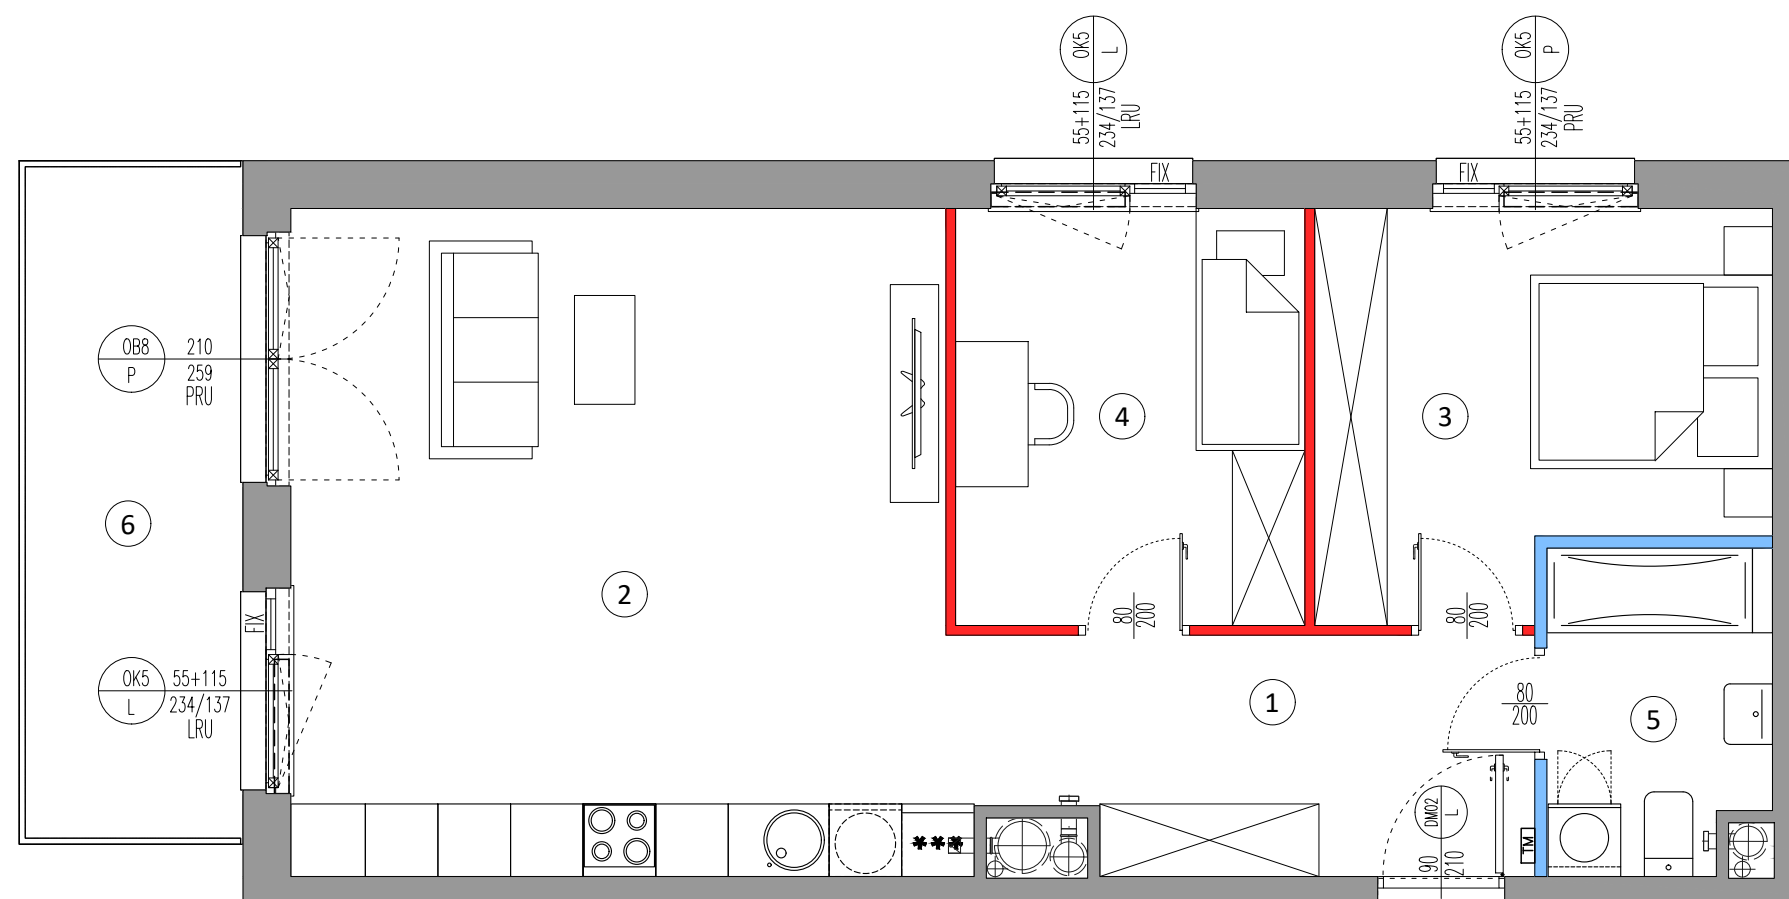 OK5
L
55+115
234/137
LRU
OK5
P
55+115
234/137
PRU
FIX
FIX
OB8
P
210
259
PRU
4
3
6
2
80
200
80
200
FIX
OK5
L
55+115
234/137
LRU
1
80
200
5
DM02
L
90
210
TM